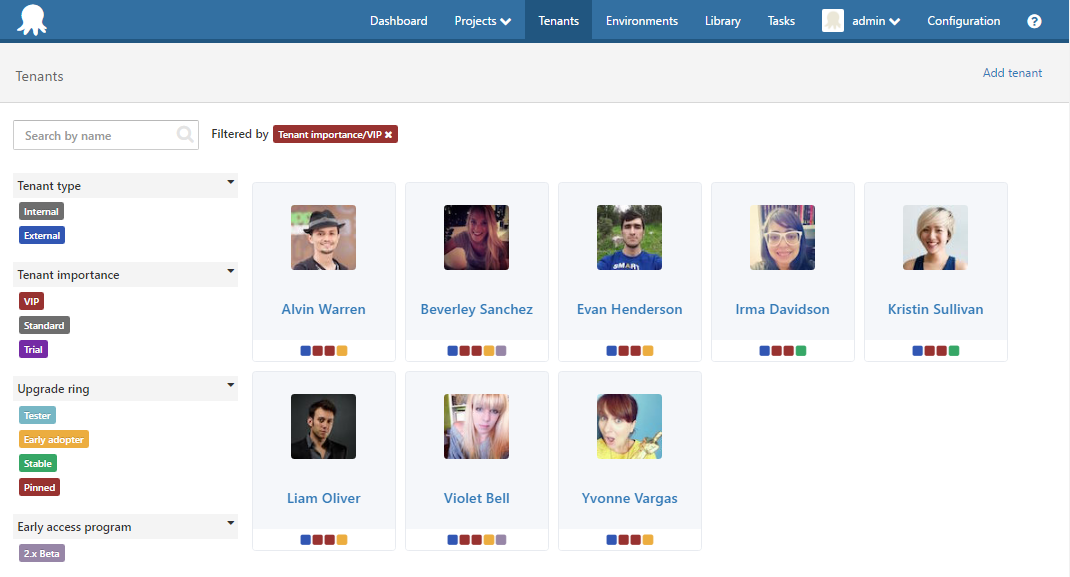 Dashboard Projects Tenants Environments Library Tasks admin Configuration ?
Tenants Add tenant
Search by name Filtered by Tenant importance/VIP ✖
Tenant type
Internal
External
Tenant importance
VIP
Standard
Trial
Upgrade ring
Tester
Early adopter
Stable
Pinned
Early access program
2.x Beta
Alvin Warren Beverley Sanchez Evan Henderson Irma Davidson Kristin Sullivan
Liam Oliver Violet Bell Yvonne Vargas
SMART